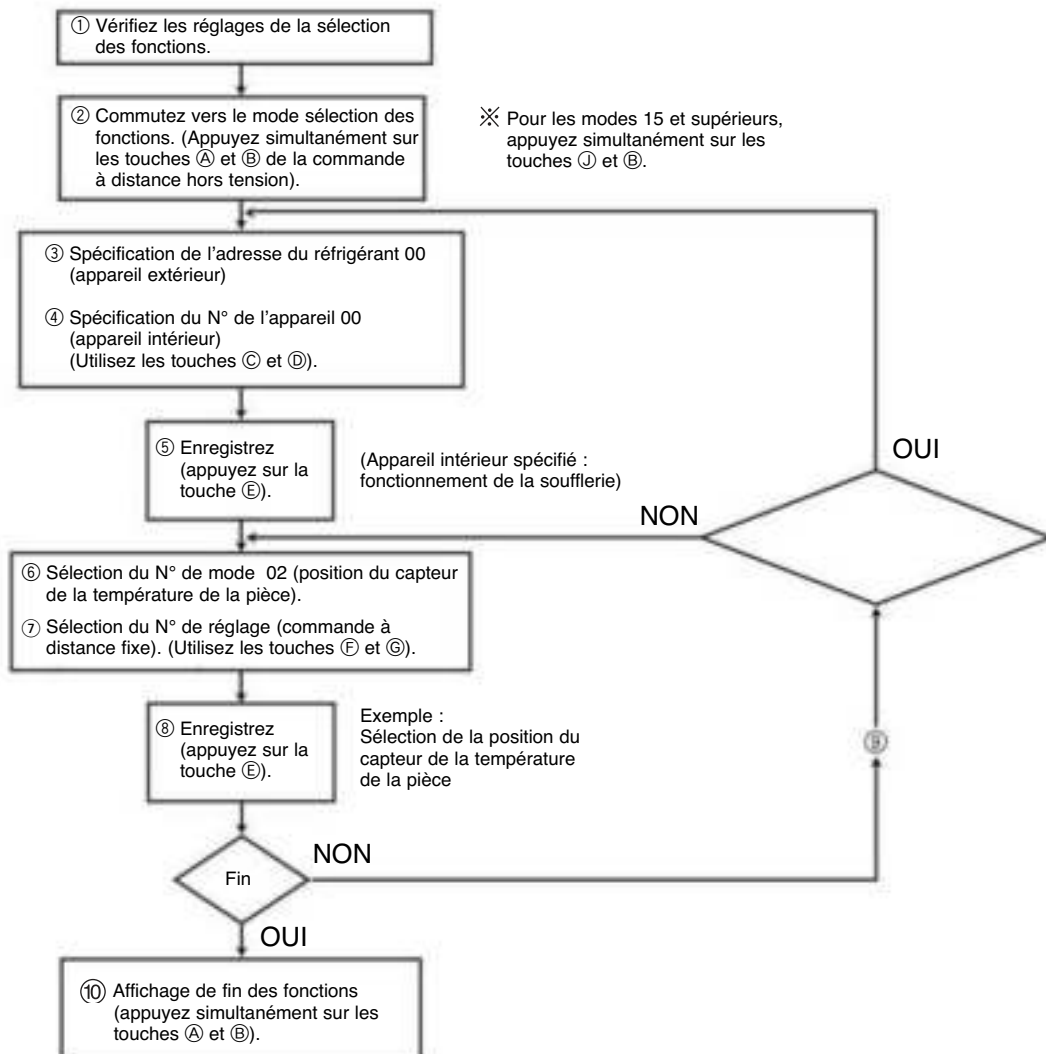 ① Vérifiez les réglages de la sélection
des fonctions.
② Commutez vers le mode sélection des
fonctions. (Appuyez simultanément sur
les touches Ⓐ et Ⓑ de la commande
à distance hors tension).
※ Pour les modes 15 et supérieurs,
appuyez simultanément sur les
touches Ⓙ et Ⓑ.
③ Spécification de l'adresse du réfrigérant 00
(appareil extérieur)
④ Spécification du N° de l'appareil 00
(appareil intérieur)
(Utilisez les touches Ⓒ et Ⓓ).
⑤ Enregistrez
(appuyez sur la
touche Ⓔ).
(Appareil intérieur spécifié :
fonctionnement de la soufflerie)
OUI
NON
⑥ Sélection du N° de mode 02 (position du capteur
de la température de la pièce).
⑦ Sélection du N° de réglage (commande à
distance fixe). (Utilisez les touches Ⓕ et Ⓖ).
⑧ Enregistrez
(appuyez sur la
touche Ⓔ).
Exemple :
Sélection de la position du
capteur de la température
de la pièce
⑨
Fin
NON
OUI
⑩ Affichage de fin des fonctions
(appuyez simultanément sur les
touches Ⓐ et Ⓑ).